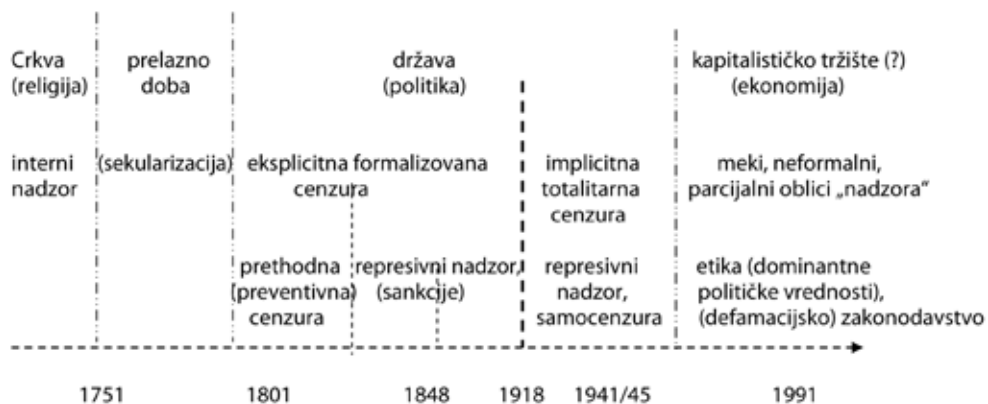 Crkva
(religija)
prelazno
doba
država
(politika)
kapitalističko tržište (?)
(ekonomija)
interni
nadzor
(sekularizacija)
eksplicitna formalizovana
cenzura
implicitna
totalitarna
cenzura
meki, neformalni,
parcijalni oblici „nadzora“
prethodna
(preventivna)
cenzura
represivni nadzor,
(sankcije)
represivni
nadzor,
samocenzura
etika (dominantne
političke vrednosti),
(defamacijsko) zakonodavstvo
1751
1801
1848
1918
1941/45
1991